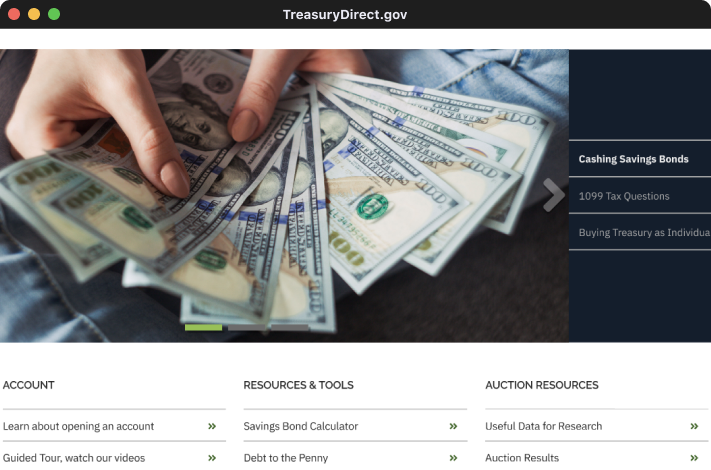 TreasuryDirect.gov
Cashing Savings Bonds
1099 Tax Questions
Buying Treasury as Individua
ACCOUNT
Learn about opening an account
Guided Tour, watch our videos
RESOURCES & TOOLS
Savings Bond Calculator
Debt to the Penny
AUCTION RESOURCES
Useful Data for Research
Auction Results